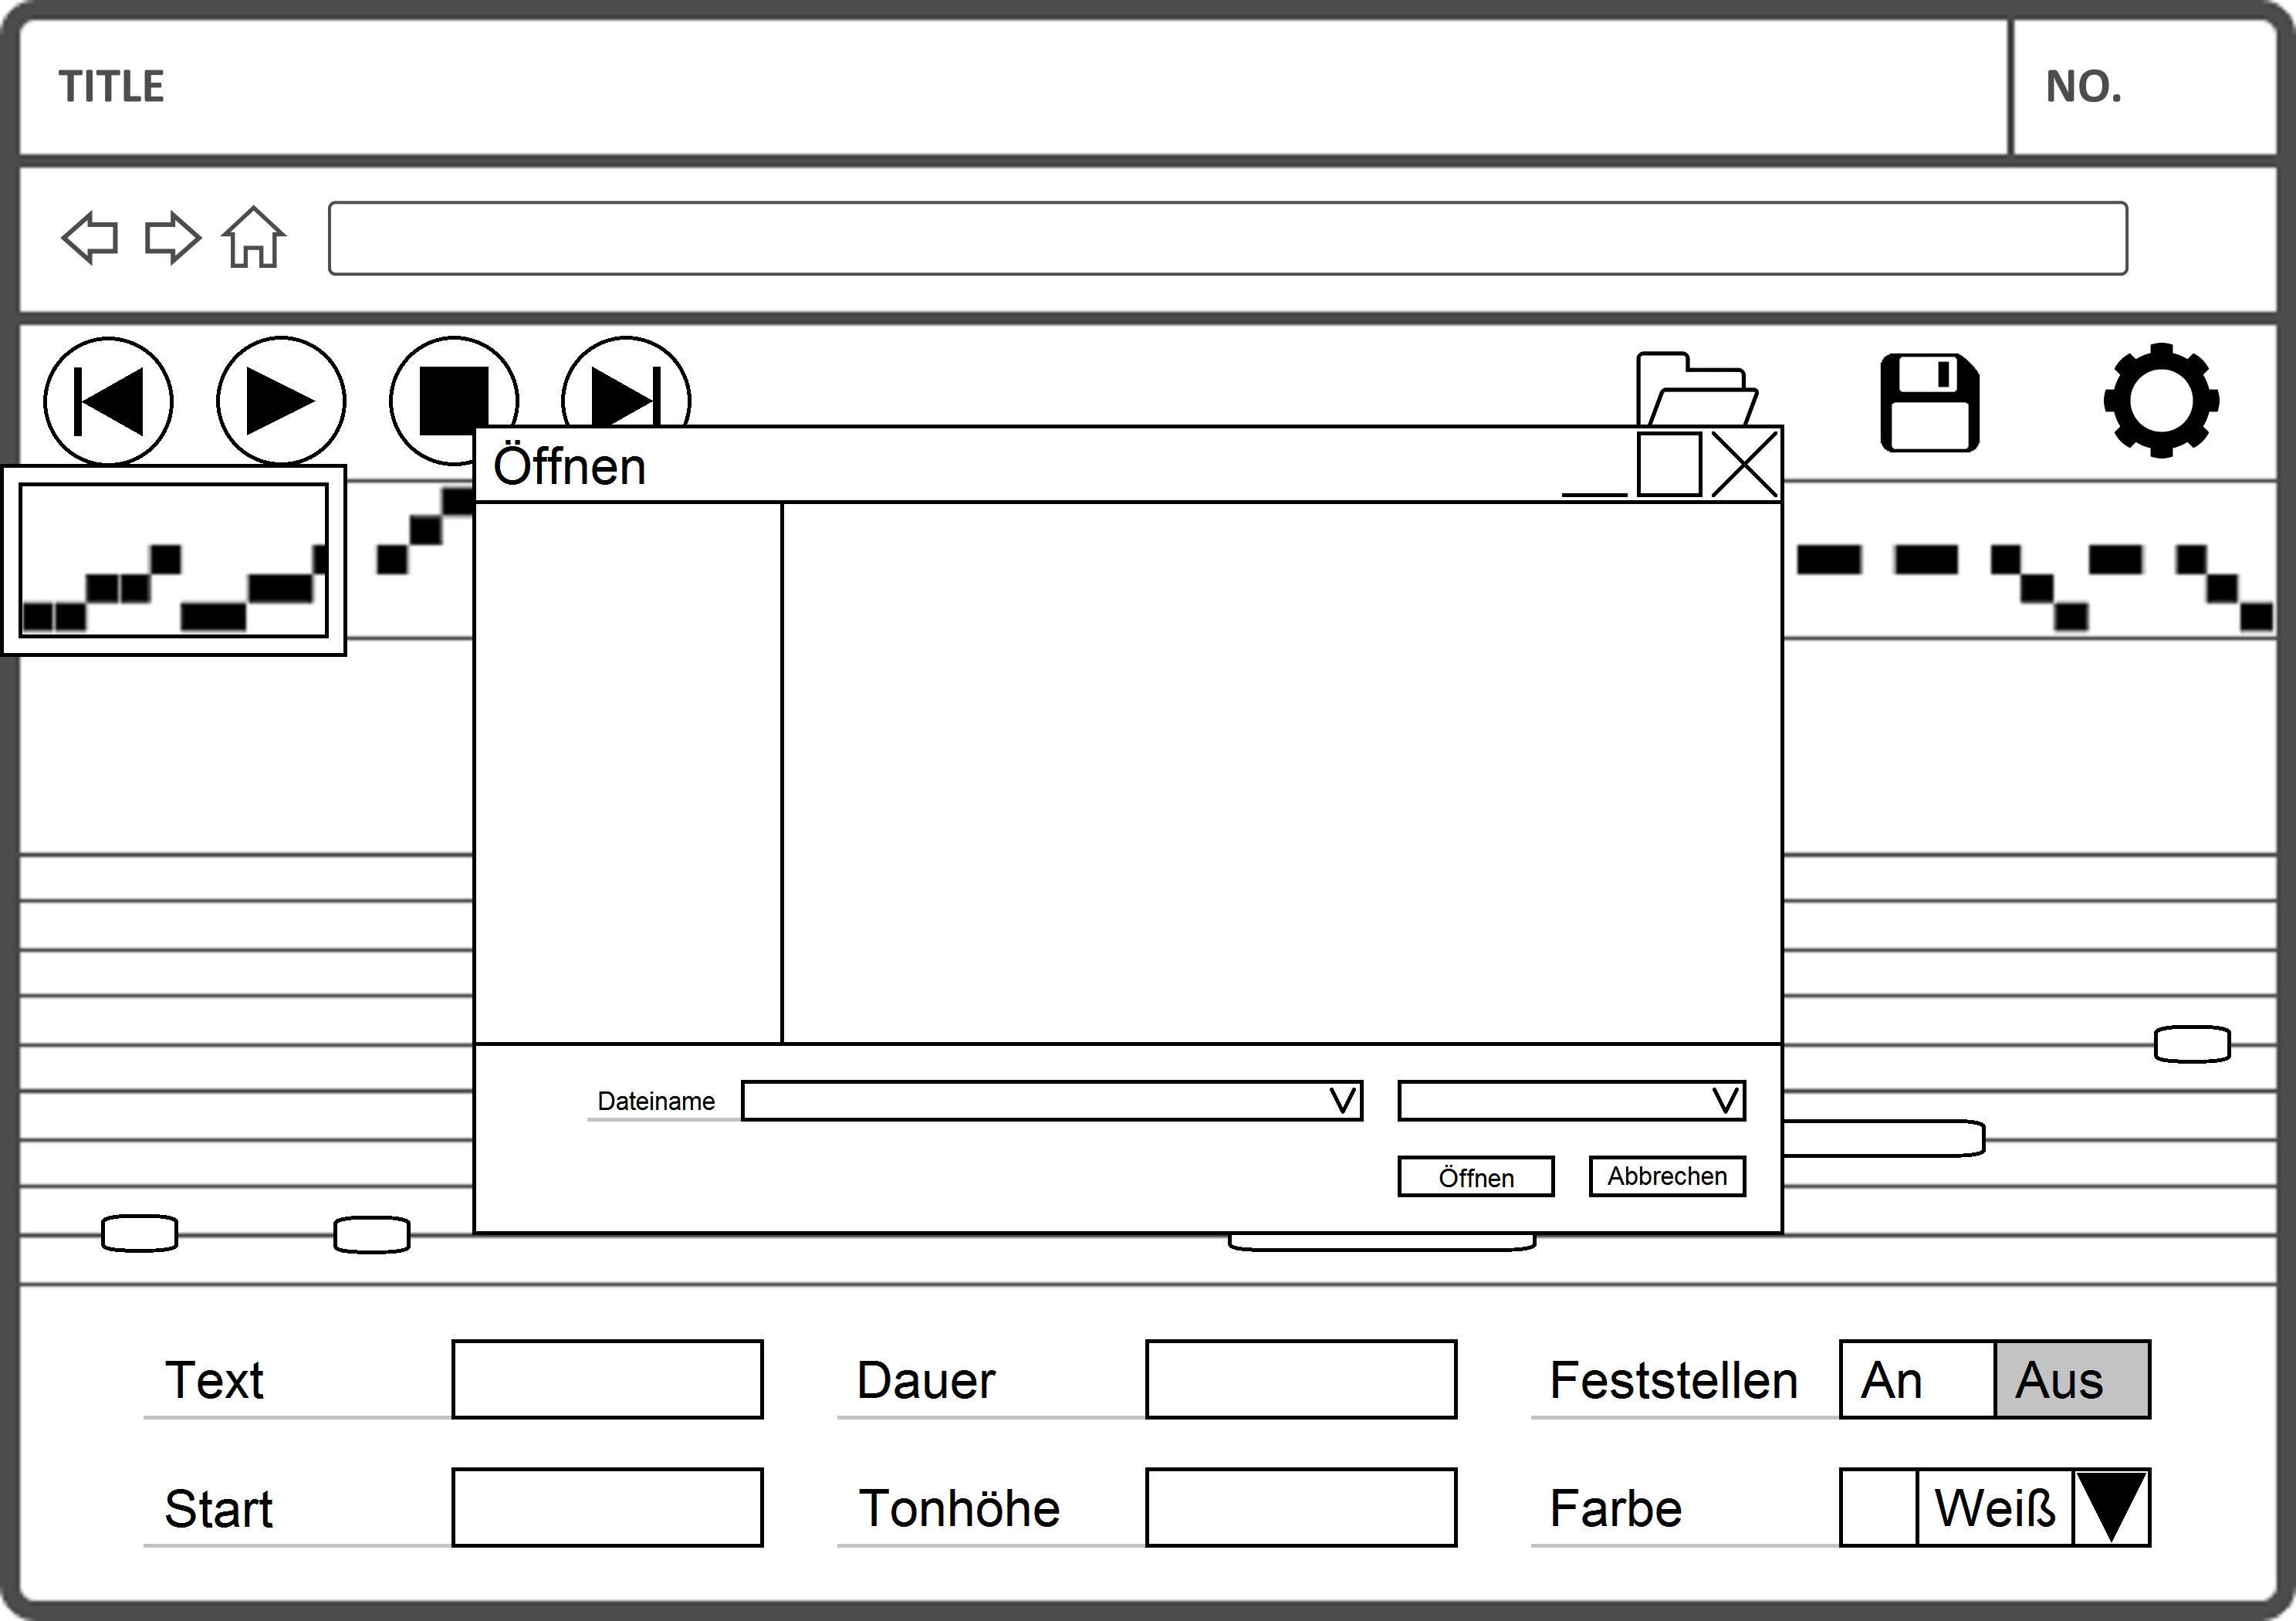 TITLE NO.
Öffnen
Dateiname
Öffnen Abbrechen
Text Dauer Feststellen An Aus
Start Tonhöhe Farbe Weiß